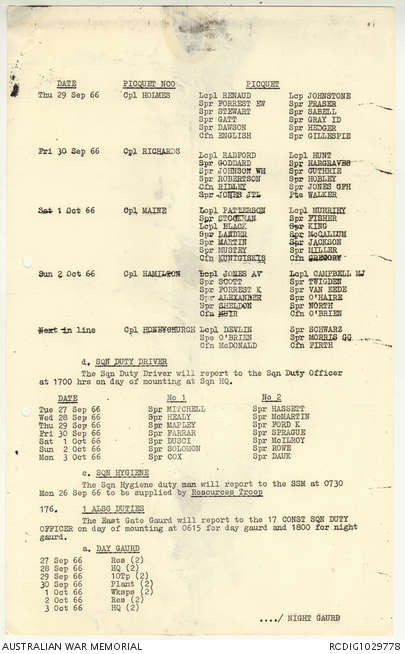 DATE PICQUET NCO PICQUET
Thu 29 Sep 66 Cpl HOLMES Lcpl RENAUD Lcp JOHNSTONE
Spr FORREST EW Spr FRASER
Spr STEWART Spr SABELL
Spr GATT Spr GRAY ID
Spr DAWSON Spr HEDGER
Cfn ENGLISH Spr GILLESPIE
Fri 30 Sep 66 Cpl RICHARDS Lcpl RADFORD Lcpl HUNT
Spr GODDARD Spr HARGRAVES
Spr JOHNSON WH Spr GUTHRIE
Spr ROBERTSON Spr HOBLEY
Cfn RIDLEY Spr JONES GFH
Spr JONES JTL Pte WALKER
Sat 1 Oct 66 Cpl MAINE Lcpl PATTERSON Lcpl HURRIHY
Spr STOCKMAN Spr FISHER
Lcpl BLACK Spr KING
Spr LANDER Spr McCALLUM
Spr MARTIN Spr JACKSON
Spr MUSTEY Spr HILLER
Cfn KUNTGISKIS Cfn GREGORY
Sun 2 Oct 66 Cpl HAMILTON Lcpl JONES AV Lcpl CAMPBELL MJ
Spr SCOTT Spr TWIGDEN
Spr FORREST K Spr VAN EEDE
Spr ALEXANDER Spr O'HAIRE
Spr SHELDON Spr NORTH
Cfn MUIR Cfn O'BRIEN
Next in line Cpl HONEYCHURCH Lcpl DEVLIN Spr SCHWARZ
Spe O'BRIEN Spr MORRIS GG
Cfn McDONALD Cfn FIRTH
d. SQN DUTY DRIVER
The Sqn Duty Driver will report to the Sqn Duty Officer
at 1700 hrs on day of mounting at Sqn HQ.
DATE No 1 No 2
Tue 27 Sep 66 Spr MITCHELL Spr HASSETT
Wed 28 Sep 66 Spr HEALY Spr McMARTIN
Thu 29 Sep 66 Spr MAPLEY Spr FORD K
Fri 30 Sep 66 Spr FARRAR Spr SPRAGUE
Sat 1 Oct 66 Spr DUSCI Spr McILROY
Sun 2 Oct 66 Spr SOLOMON Spr ROWE
Mon 3 Oct 66 Spr COX Spr DAUK
c. SQN HYGIENE
The Sqn Hygiene duty man will report to the SSM at 0730
Mon 26 Sep 66 to be supplied by Resources Troop
176. 1 ALSG DUTIES
The East Gate Gaurd will report to the 17 CONST SQN DUTY
OFFICER on day of mounting at 0615 for day gaurd and 1800 for night
gaurd.
a. DAY GAURD
27 Sep 66 Res (2)
28 Sep 66 HQ (2)
29 Sep 66 10Tp (2)
30 Sep 66 Plant (2)
1 Oct 66 Wksps (2)
2 Oct 66 Res (2)
3 Oct 66 HQ (2)
..../ NIGHT GAURD
AUSTRALIAN WAR MEMORIAL RCDIG1029778